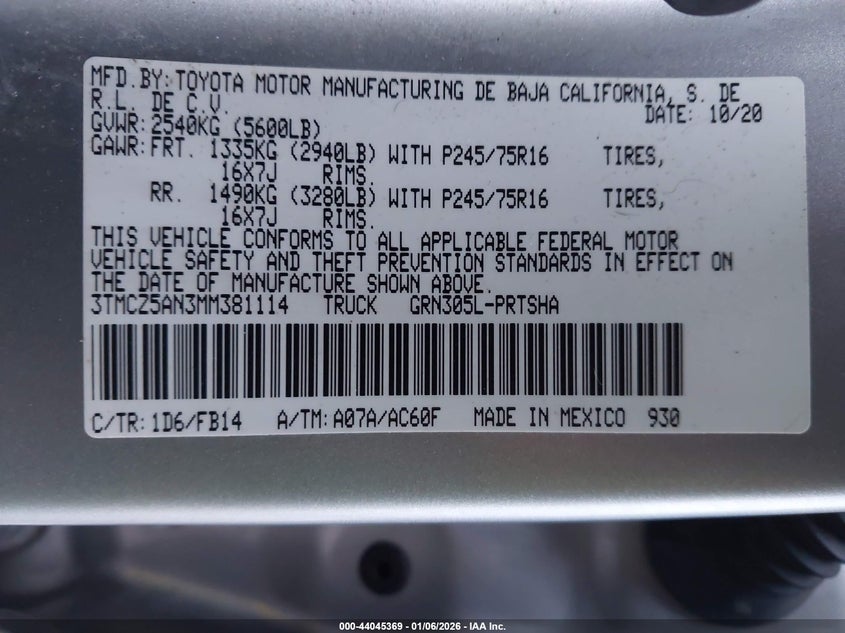 MFD.BY:TOYOTA MOTOR MANUFACTURING DE BAJA CALIFORNIA, S. DE
R.L. DE C.V.
DATE: 10/20
GVWR:2540KG (5600LB)
GAWR:FRT. 1335KG (2940LB) WITH P245/75R16 TIRES,
16X7J RIMS.
RR. 1490KG (3280LB) WITH P245/75R16 TIRES,
16X7J RIMS.
THIS VEHICLE CONFORMS TO ALL APPLICABLE FEDERAL MOTOR
VEHICLE SAFETY AND THEFT PREVENTION STANDARDS IN EFFECT ON
THE DATE OF MANUFACTURE SHOWN ABOVE.
3TMCZ5AN3MM381114 TRUCK GRN305L-PRTSHA
C/TR:1D6/FB14 A/TM:A07A/AC60F MADE IN MEXICO 930
000-44045369 - 01/06/2026 - IAA Inc.